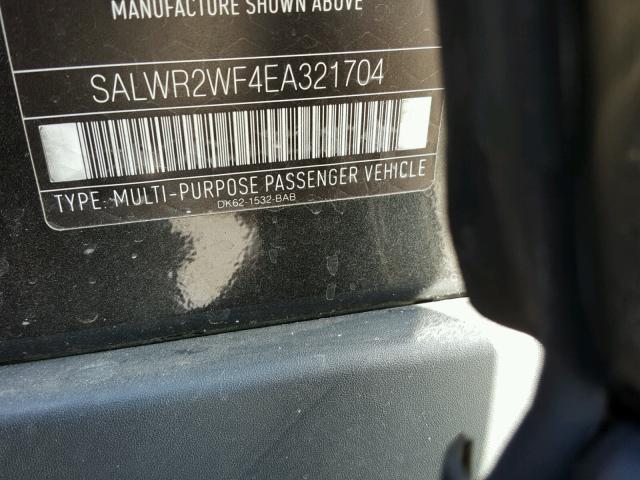 MANUFACTURE SHOWN ABOVE
SALWR2WF4EA321704
TYPE: MULTI-PURPOSE PASSENGER VEHICLE
DK62-1532-BAB